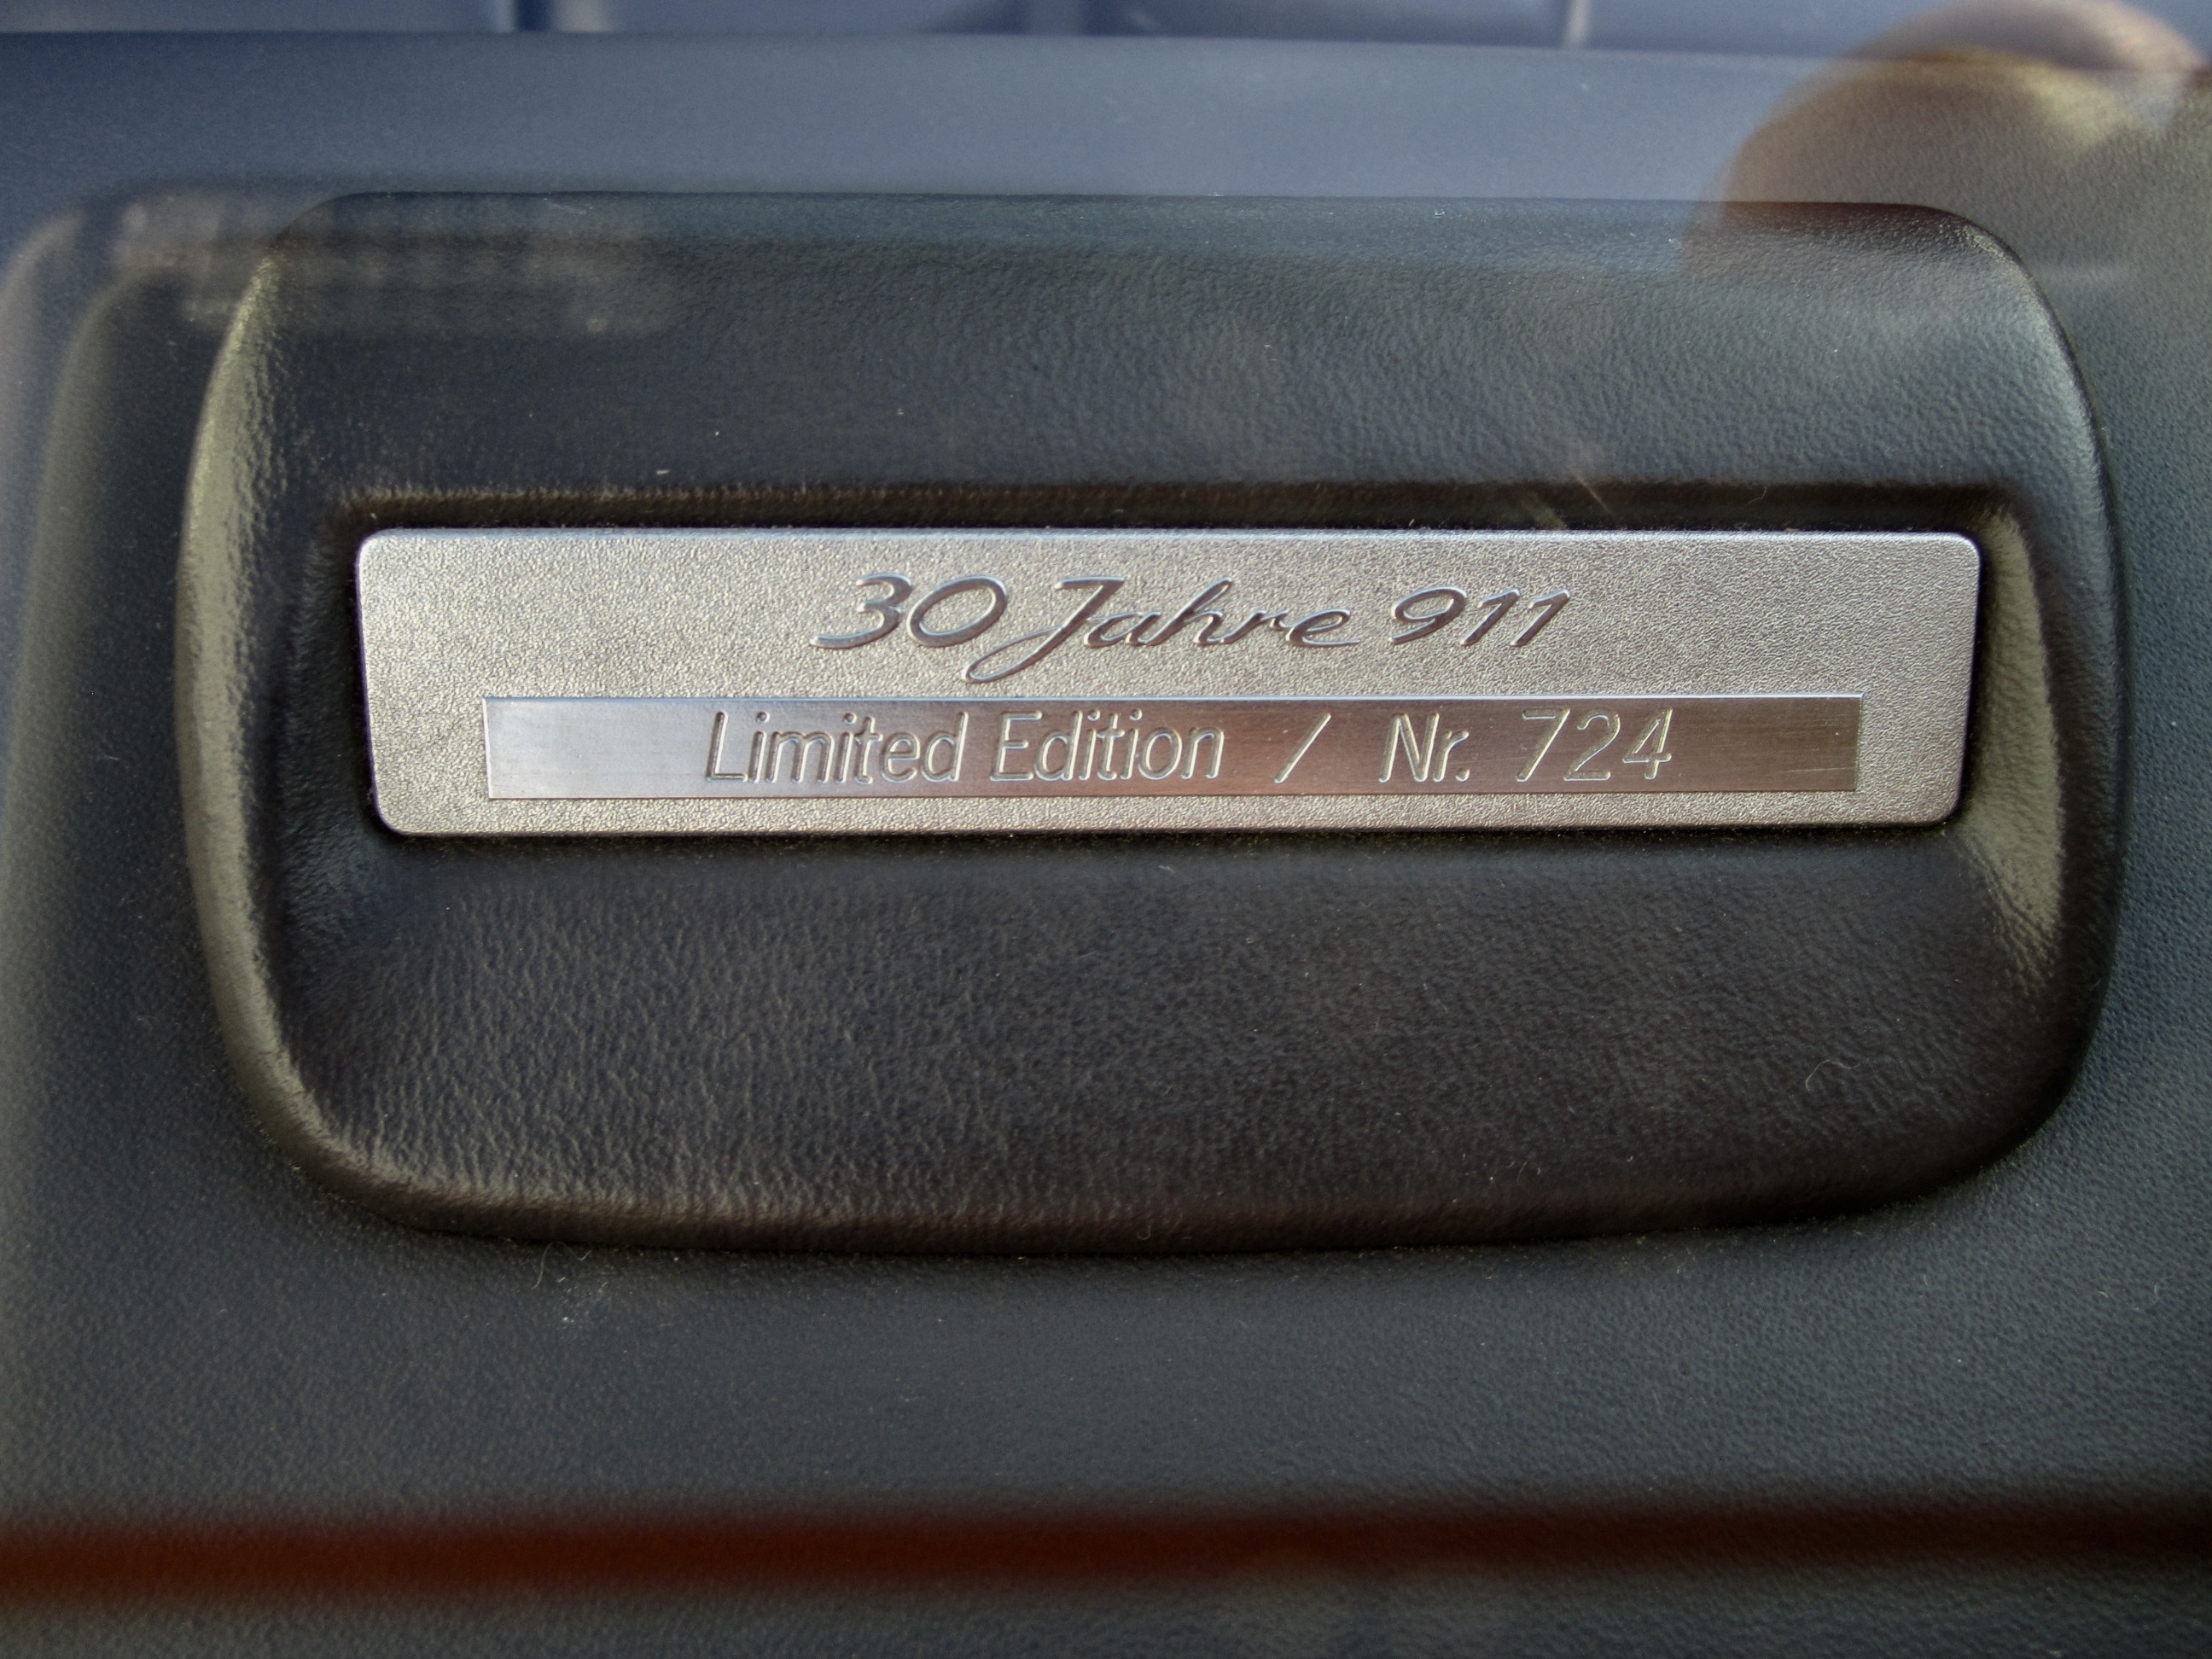 30 Jahre 911
Limited Edition / Nr. 724